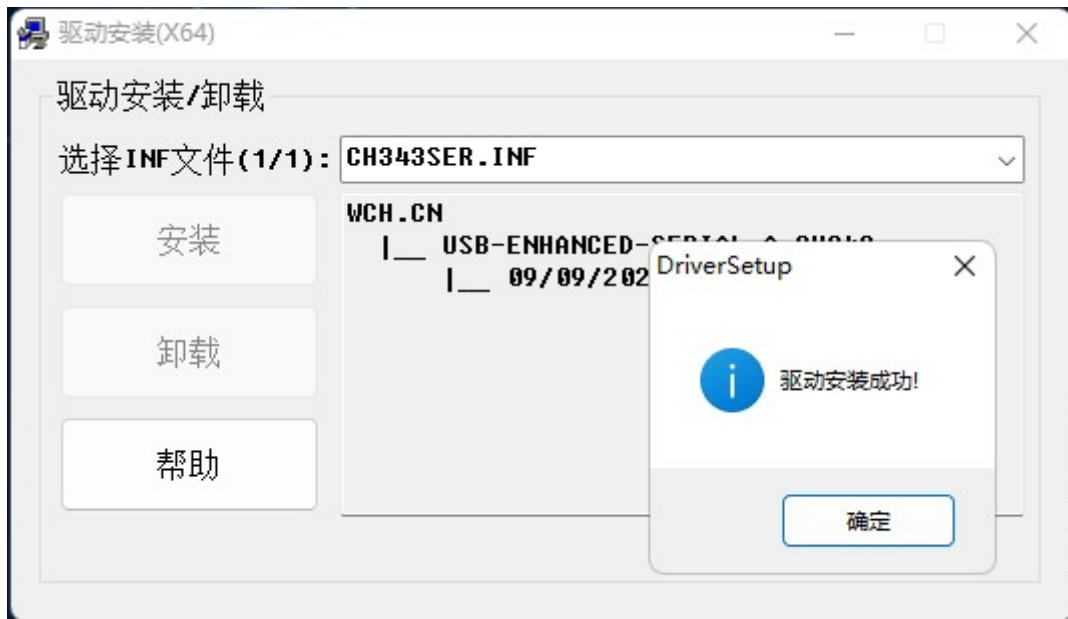 驱动安装(X64)
驱动安装/卸载
选择INF文件(1/1):
CH343SER.INF
安装
卸载
帮助
WCH.CN
|__ USB-ENHANCED-
|__ 09/09/202
DriverSetup
驱动安装成功!
确定